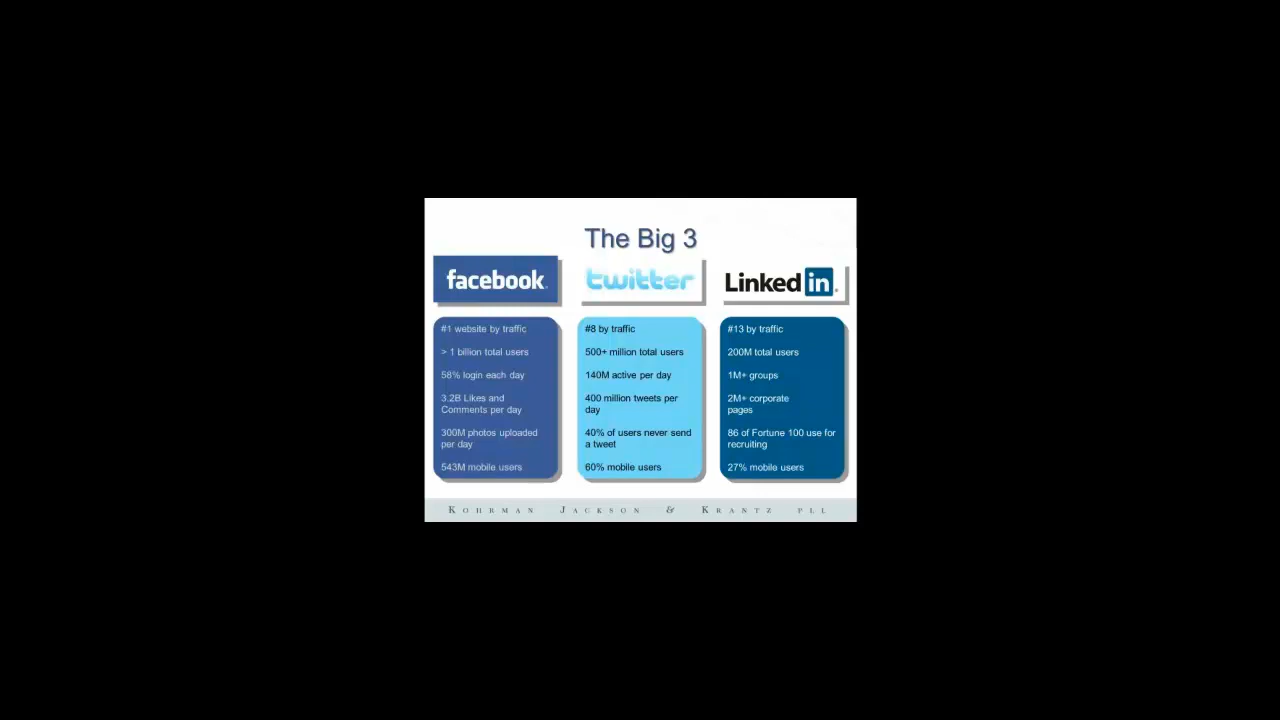 The Big 3
facebook.
#1 website by traffic
> 1 billion total users
58% login each day
3.2B Likes and
Comments per day
300M photos uploaded
per day
543M mobile users
twitter
#8 by traffic
500+ million total users
140M active per day
400 million tweets per
day
40% of users never send
a tweet
60% mobile users
Linked in.
#13 by traffic
200M total users
1M+ groups
2M+ corporate
pages
86 of Fortune 100 use for
recruiting
27% mobile users
KOHRMAN JACKSON & KRANTZ PLL